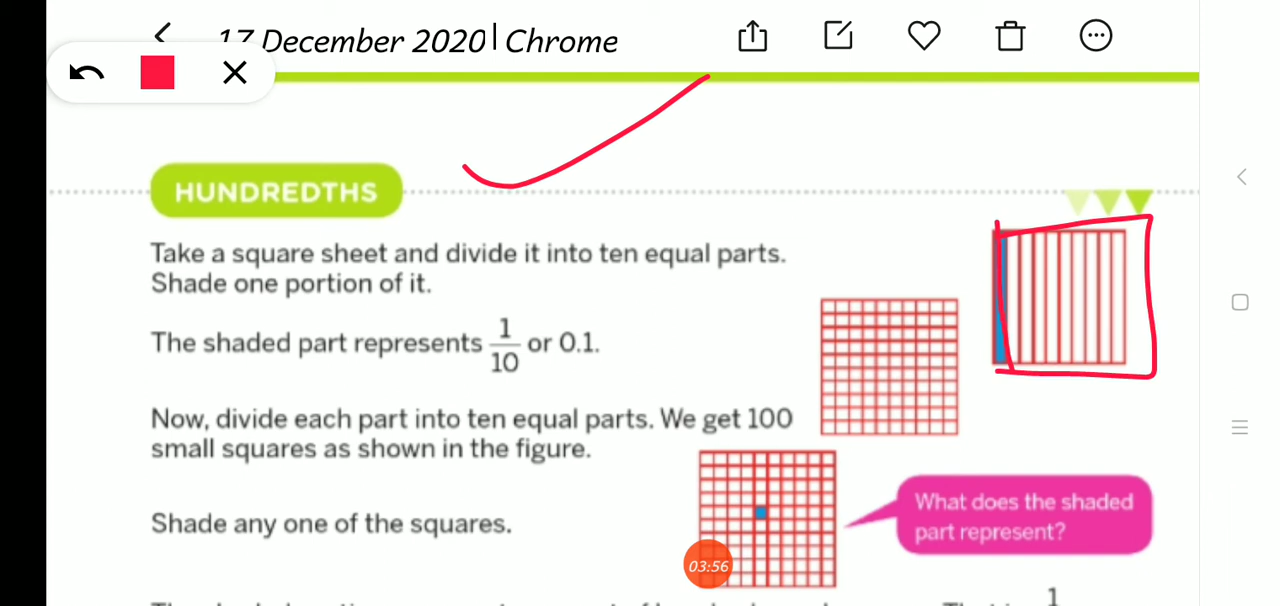 17 December 2020 | Chrome
HUNDREDTHS
Take a square sheet and divide it into ten equal parts.
Shade one portion of it.
The shaded part represents 1/10 or 0.1.
Now, divide each part into ten equal parts. We get 100
small squares as shown in the figure.
Shade any one of the squares.
What does the shaded
part represent?
03:56